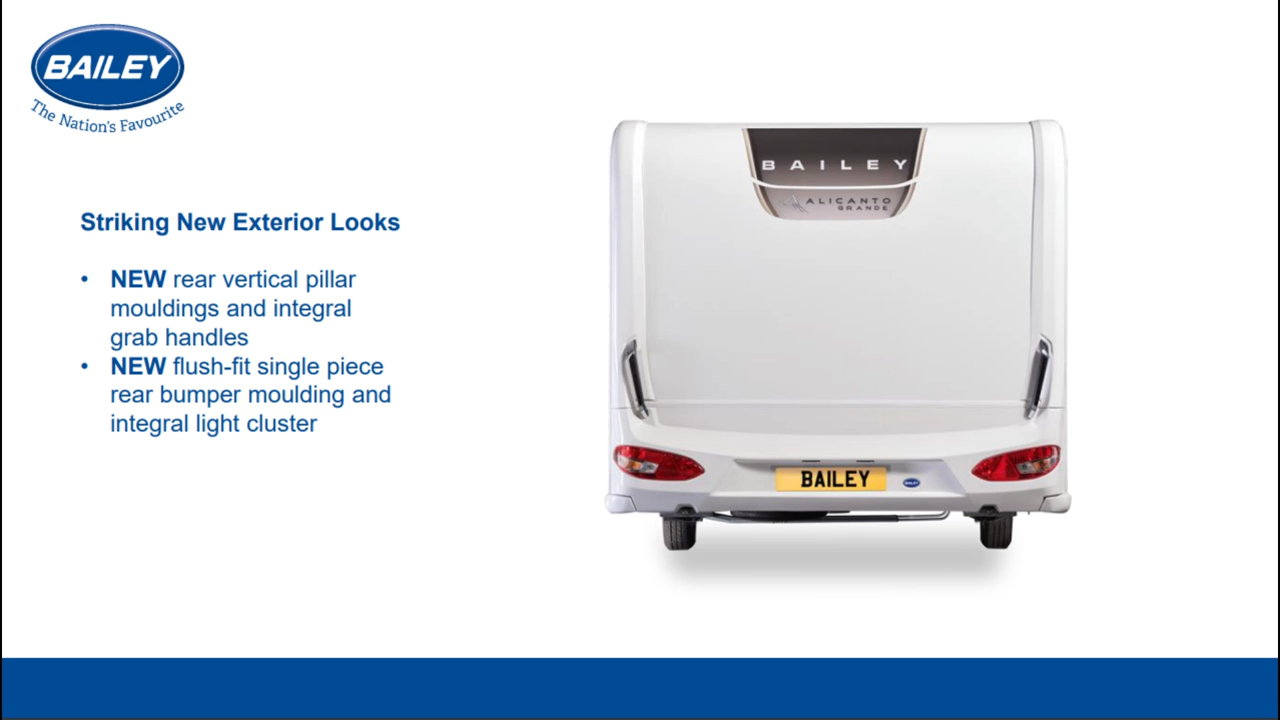 BAILEY
The Nation's Favourite
Striking New Exterior Looks
• NEW rear vertical pillar
mouldings and integral
grab handles
• NEW flush-fit single piece
rear bumper moulding and
integral light cluster
BAILEY
ALICANTO
GRANDE
BAILEY
BAILEY